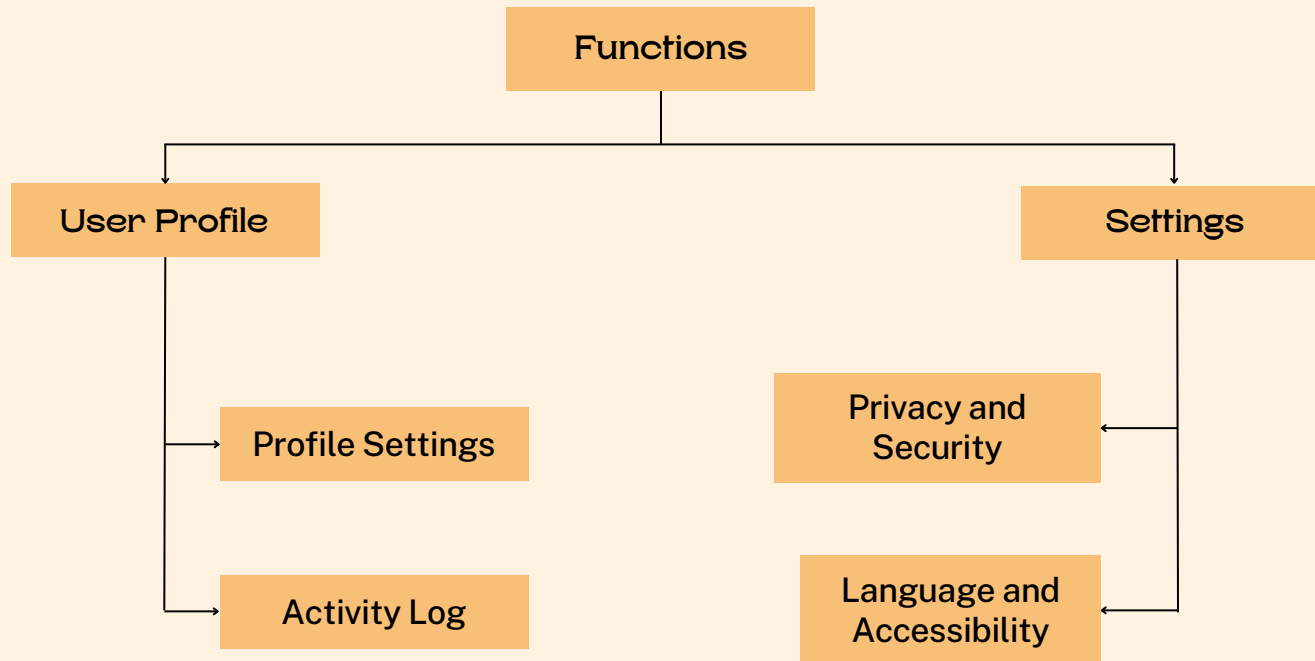 Functions
User Profile
Settings
Profile Settings
Activity Log
Privacy and
Security
Language and
Accessibility